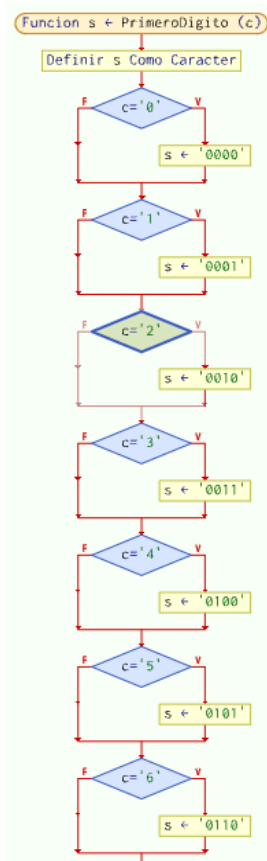 Funcion s ← PrimeroDigito (c)
Definir s Como Caracter
c='0'
F
V
s ← '0000'
c='1'
F
V
s ← '0001'
c='2'
F
V
s ← '0010'
c='3'
F
V
s ← '0011'
c='4'
F
V
s ← '0100'
c='5'
F
V
s ← '0101'
c='6'
F
V
s ← '0110'